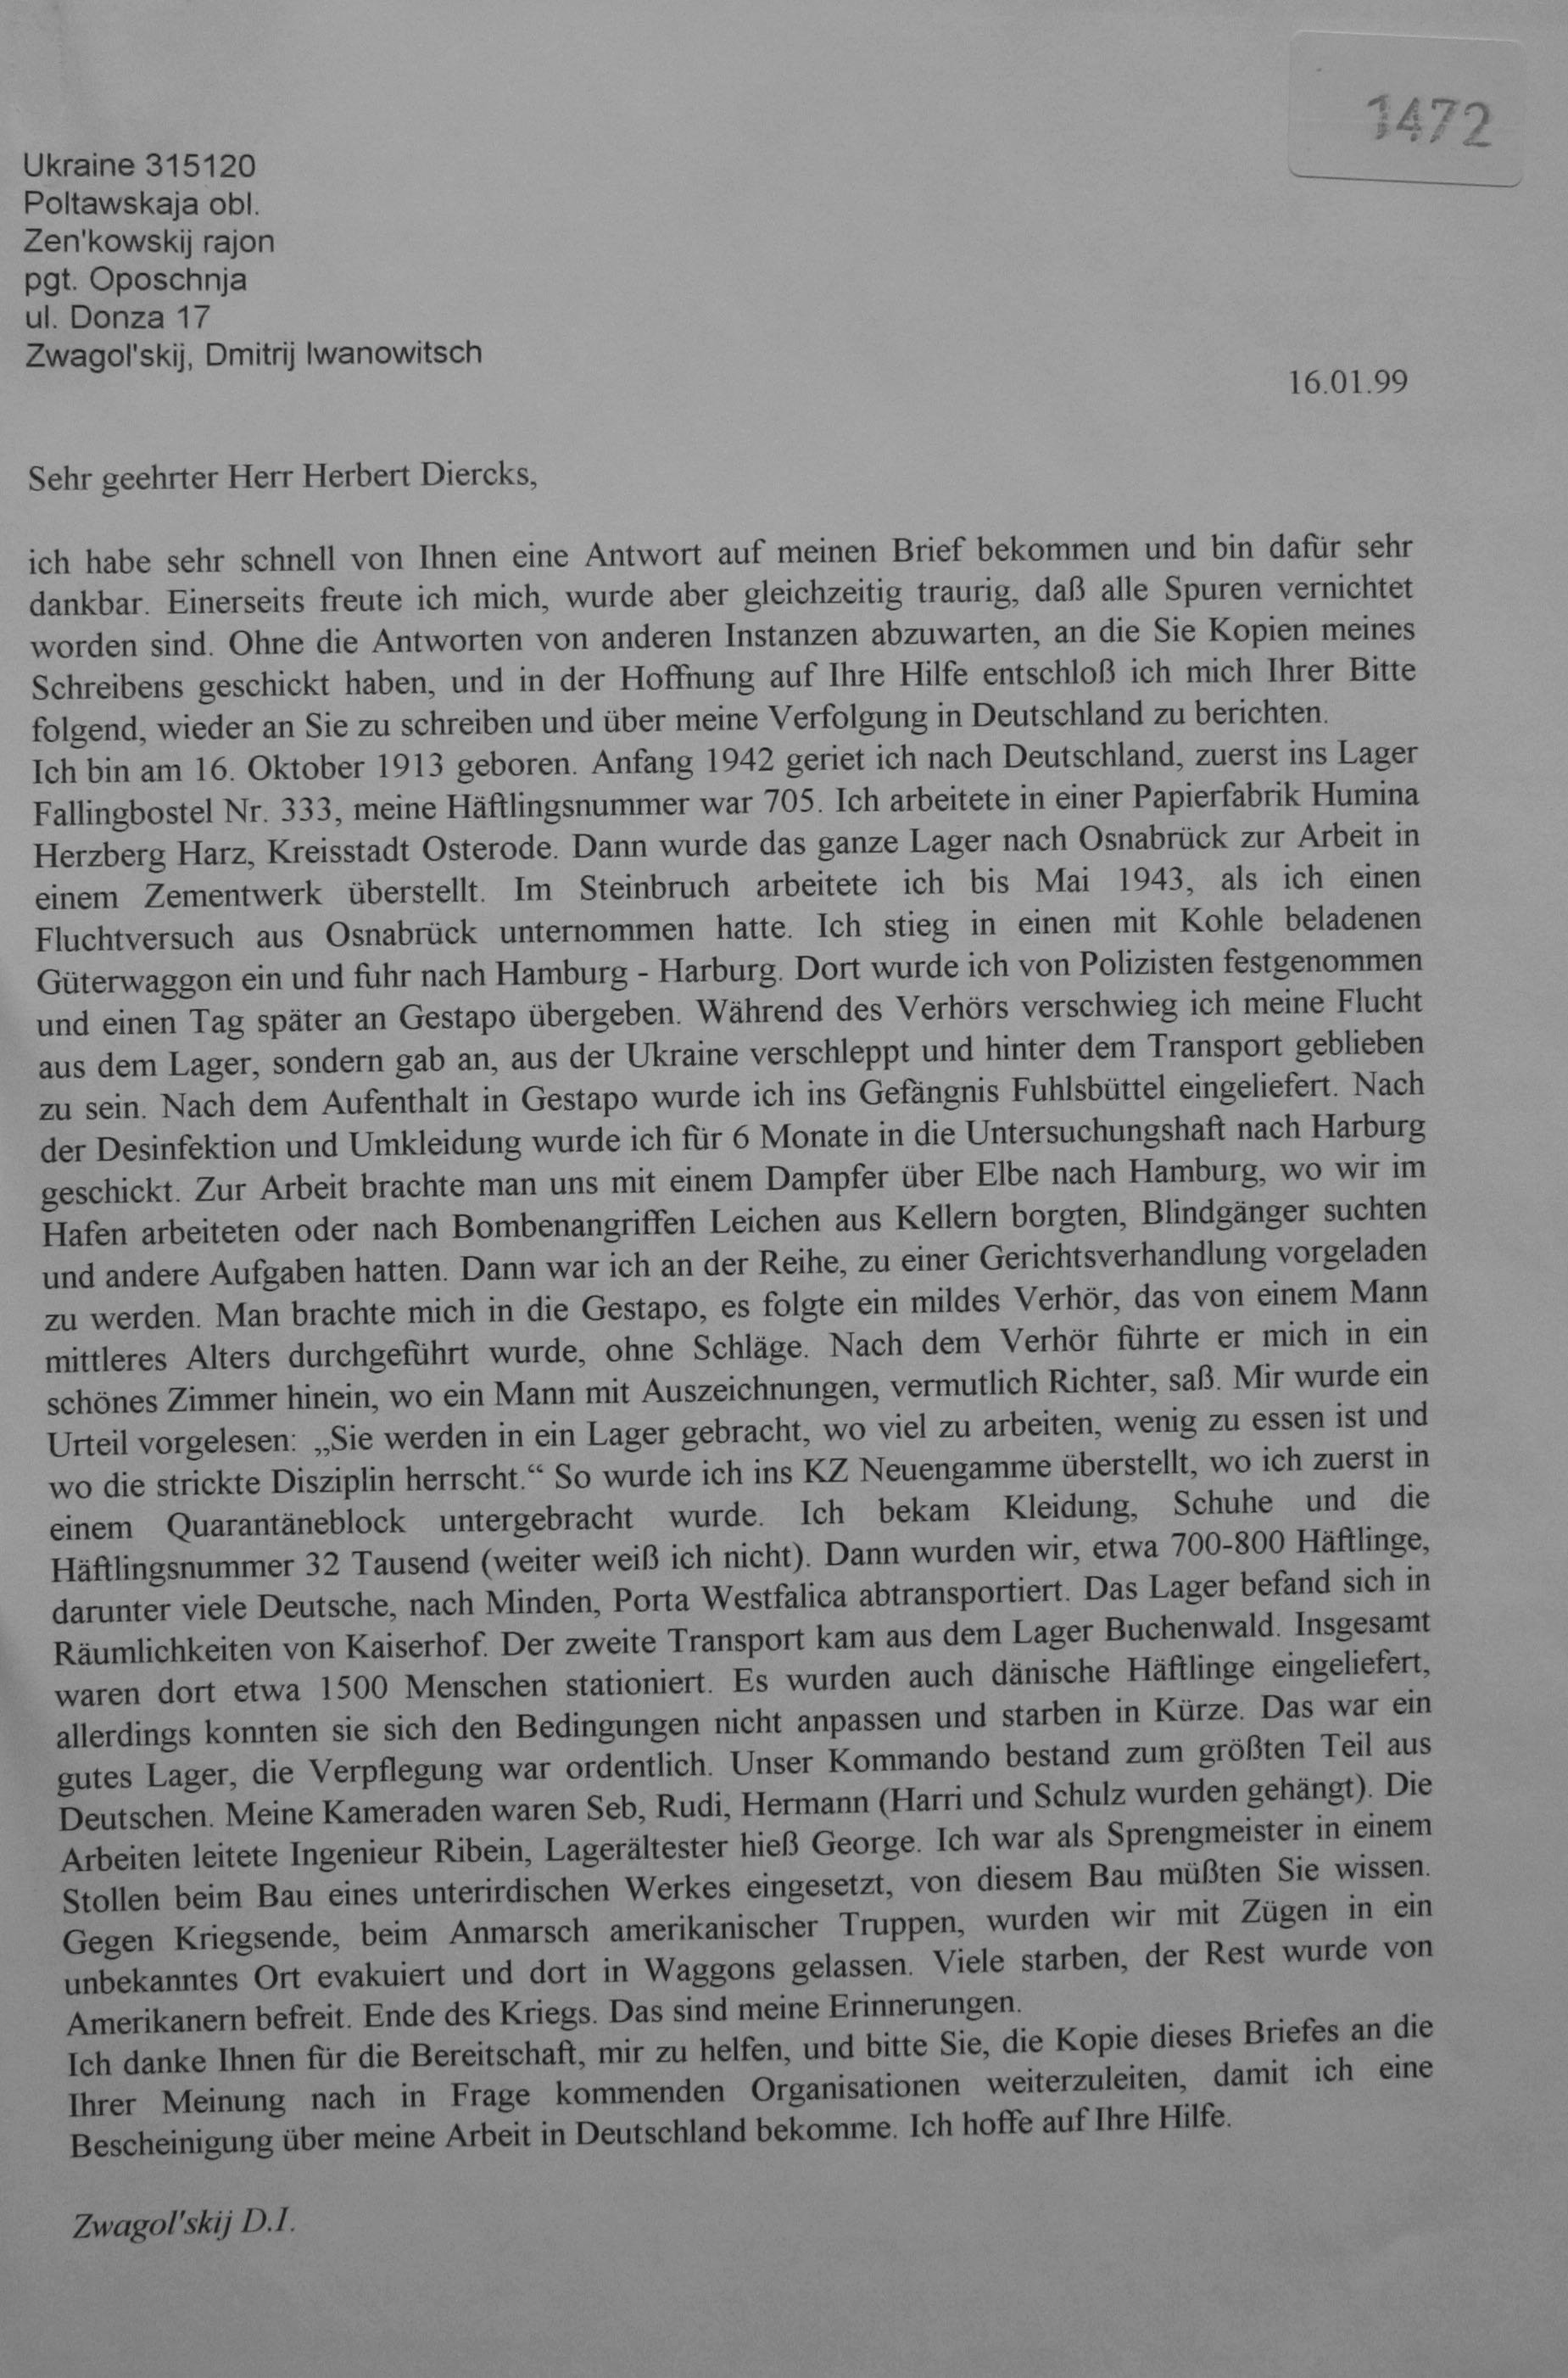 1472
Ukraine 315120
Poltawskaja obl.
Zen'kowskij rajon
pgt. Oposchnja
ul. Donza 17
Zwagol'skij, Dmitrij Iwanowitsch
16.01.99
Sehr geehrter Herr Herbert Diercks,
ich habe sehr schnell von Ihnen eine Antwort auf meinen Brief bekommen und bin dafür sehr
dankbar. Einerseits freute ich mich, wurde aber gleichzeitig traurig, daß alle Spuren vernichtet
worden sind. Ohne die Antworten von anderen Instanzen abzuwarten, an die Sie Kopien meines
Schreibens geschickt haben, und in der Hoffnung auf Ihre Hilfe entschloß ich mich Ihrer Bitte
folgend, wieder an Sie zu schreiben und über meine Verfolgung in Deutschland zu berichten.
Ich bin am 16. Oktober 1913 geboren. Anfang 1942 geriet ich nach Deutschland, zuerst ins Lager
Fallingbostel Nr. 333, meine Häftlingsnummer war 705. Ich arbeitete in einer Papierfabrik Humina
Herzberg Harz, Kreisstadt Osterode. Dann wurde das ganze Lager nach Osnabrück zur Arbeit in
einem Zementwerk überstellt. Im Steinbruch arbeitete ich bis Mai 1943, als ich einen
Fluchtversuch aus Osnabrück unternommen hatte. Ich stieg in einen mit Kohle beladenen
Güterwaggon ein und fuhr nach Hamburg - Harburg. Dort wurde ich von Polizisten festgenommen
und einen Tag später an Gestapo übergeben. Während des Verhörs verschwieg ich meine Flucht
aus dem Lager, sondern gab an, aus der Ukraine verschleppt und hinter dem Transport geblieben
zu sein. Nach dem Aufenthalt in Gestapo wurde ich ins Gefängnis Fuhlsbüttel eingeliefert. Nach
der Desinfektion und Umkleidung wurde ich für 6 Monate in die Untersuchungshaft nach Harburg
geschickt. Zur Arbeit brachte man uns mit einem Dampfer über Elbe nach Hamburg, wo wir im
Hafen arbeiteten oder nach Bombenangriffen Leichen aus Kellern borgten, Blindgänger suchten
und andere Aufgaben hatten. Dann war ich an der Reihe, zu einer Gerichtsverhandlung vorgeladen
zu werden. Man brachte mich in die Gestapo, es folgte ein mildes Verhör, das von einem Mann
mittleres Alters durchgeführt wurde, ohne Schläge. Nach dem Verhör führte er mich in ein
schönes Zimmer hinein, wo ein Mann mit Auszeichnungen, vermutlich Richter, saß. Mir wurde ein
Urteil vorgelesen: „Sie werden in ein Lager gebracht, wo viel zu arbeiten, wenig zu essen ist und
wo die strickte Disziplin herrscht.“ So wurde ich ins KZ Neuengamme überstellt, wo ich zuerst in
einem Quarantäneblock untergebracht wurde. Ich bekam Kleidung, Schuhe und die
Häftlingsnummer 32 Tausend (weiter weiß ich nicht). Dann wurden wir, etwa 700-800 Häftlinge,
darunter viele Deutsche, nach Minden, Porta Westfalica abtransportiert. Das Lager befand sich in
Räumlichkeiten von Kaiserhof. Der zweite Transport kam aus dem Lager Buchenwald. Insgesamt
waren dort etwa 1500 Menschen stationiert. Es wurden auch dänische Häftlinge eingeliefert,
allerdings konnten sie sich den Bedingungen nicht anpassen und starben in Kürze. Das war ein
gutes Lager, die Verpflegung war ordentlich. Unser Kommando bestand zum größten Teil aus
Deutschen. Meine Kameraden waren Seb, Rudi, Hermann (Harri und Schulz wurden gehängt). Die
Arbeiten leitete Ingenieur Ribein, Lagerältester hieß George. Ich war als Sprengmeister in einem
Stollen beim Bau eines unterirdischen Werkes eingesetzt, von diesem Bau müßten Sie wissen.
Gegen Kriegsende, beim Anmarsch amerikanischer Truppen, wurden wir mit Zügen in ein
unbekanntes Ort evakuiert und dort in Waggons gelassen. Viele starben, der Rest wurde von
Amerikanern befreit. Ende des Kriegs. Das sind meine Erinnerungen.
Ich danke Ihnen für die Bereitschaft, mir zu helfen, und bitte Sie, die Kopie dieses Briefes an die
Ihrer Meinung nach in Frage kommenden Organisationen weiterzuleiten, damit ich eine
Bescheinigung über meine Arbeit in Deutschland bekomme. Ich hoffe auf Ihre Hilfe.
Zwagol'skij D.I.